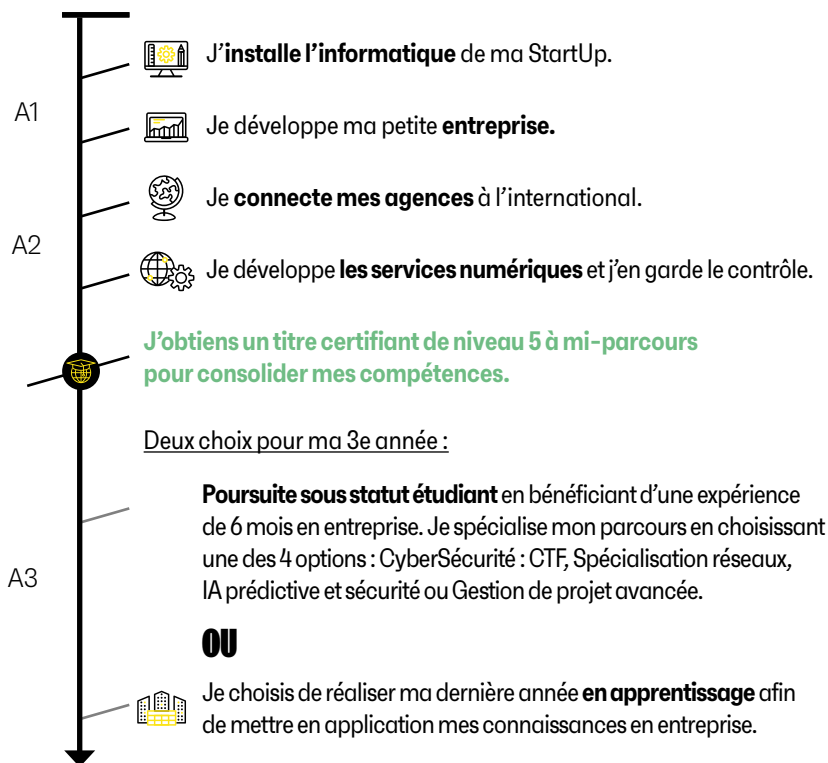 J'installe l'informatique de ma StartUp.
A1
Je développe ma petite entreprise.
Je connecte mes agences à l'international.
A2
Je développe les services numériques et j'en garde le contrôle.
J'obtiens un titre certifiant de niveau 5 à mi-parcours
pour consolider mes compétences.
Deux choix pour ma 3e année :
Poursuite sous statut étudiant en bénéficiant d'une expérience
de 6 mois en entreprise. Je spécialise mon parcours en choisissant
une des 4 options : CyberSécurité : CTF, Spécialisation réseaux,
IA prédictive et sécurité ou Gestion de projet avancée.
A3
OU
Je choisis de réaliser ma dernière année en apprentissage afin
de mettre en application mes connaissances en entreprise.